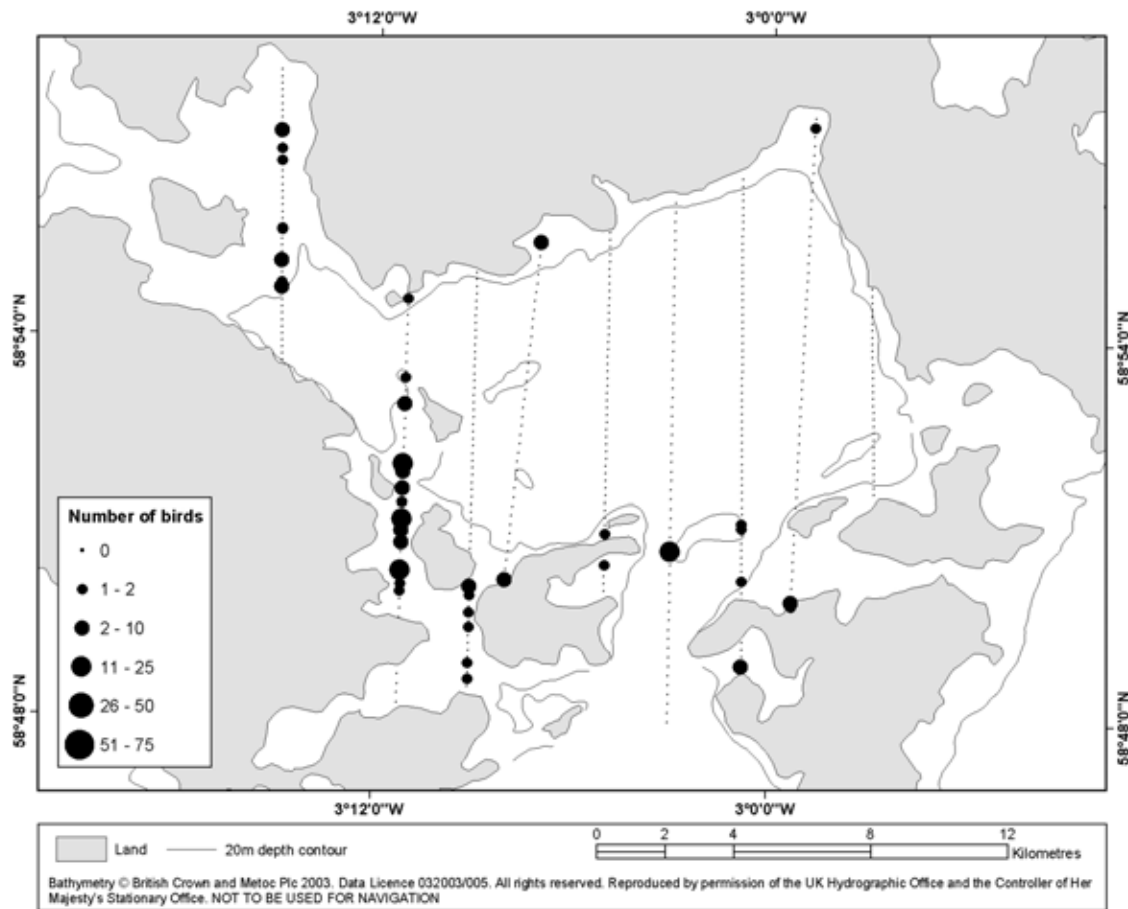 3°12'0"W 3°0'0"W
58°54'0"N 58°54'0"N
Number of birds
0
1 - 2
2 - 10
11 - 25
26 - 50
51 - 75
58°48'0"N 58°48'0"N
3°12'0"W 3°0'0"W
Land 20m depth contour
0 2 4 8 12
Kilometres
Bathymetry © British Crown and Metoc Plc 2003. Data Licence 032003/005. All rights reserved. Reproduced by permission of the UK Hydrographic Office and the Controller of Her
Majesty's Stationary Office. NOT TO BE USED FOR NAVIGATION